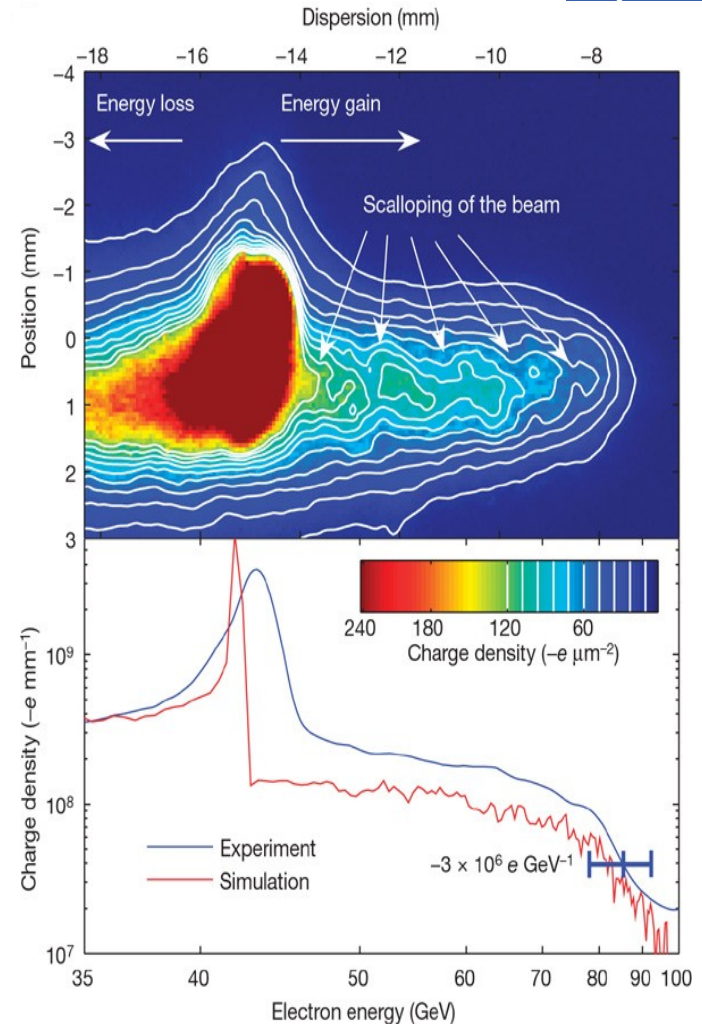 Dispersion (mm)
−18 −16 −14 −12 −10 −8
−4
−3
−2
−1
0
1
2
3
Position (mm)
Energy loss Energy gain
Scalloping of the beam
240 180 120 60
Charge density (−e μm⁻²)
10⁹
10⁸
10⁷
Charge density (−e mm⁻¹)
Experiment
Simulation
−3 × 10⁶ e GeV⁻¹
35 40 50 60 70 80 90 100
Electron energy (GeV)